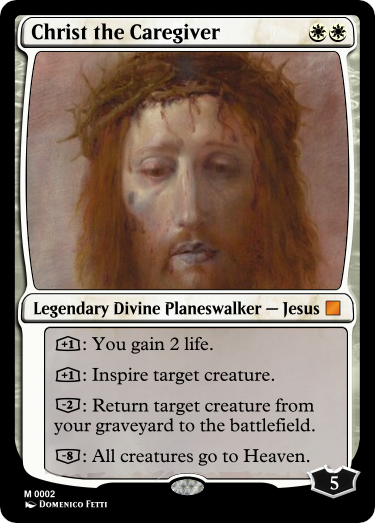 Christ the Caregiver
Legendary Divine Planeswalker — Jesus
+1: You gain 2 life.
+1: Inspire target creature.
-2: Return target creature from
your graveyard to the battlefield.
-8: All creatures go to Heaven.
5
M 0002
Domenico Fetti